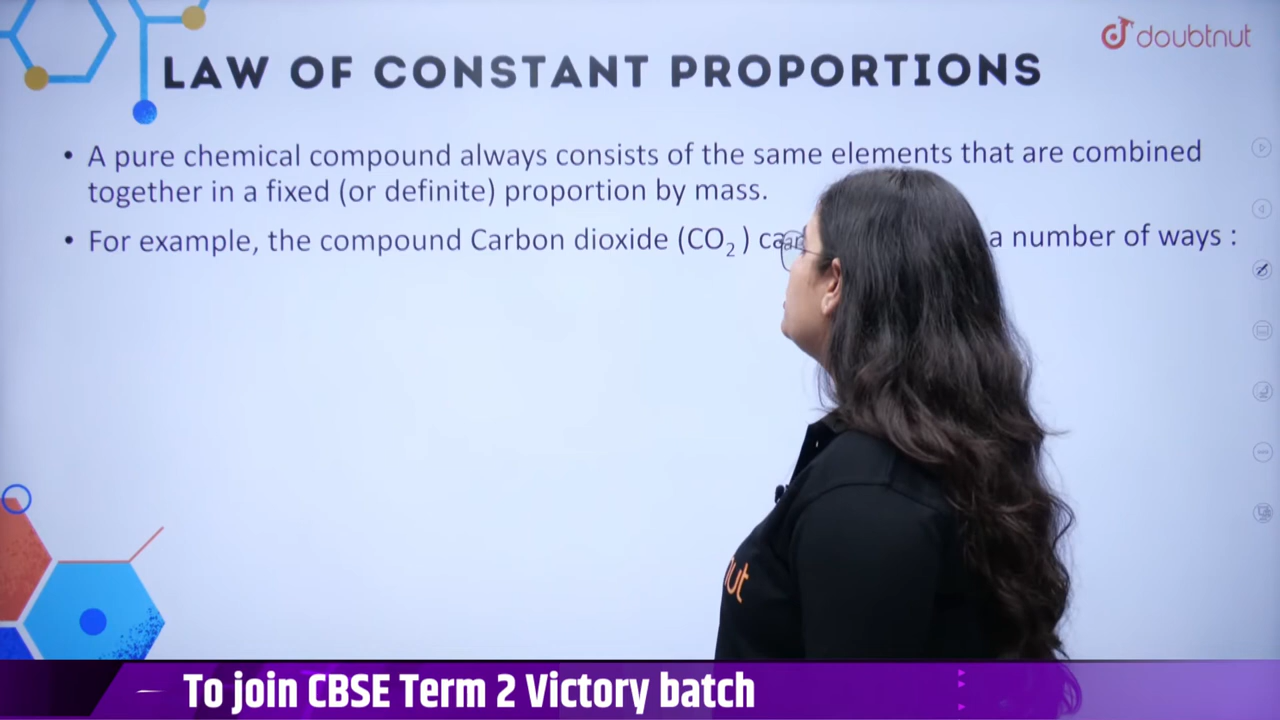 doubtnut
LAW OF CONSTANT PROPORTIONS
• A pure chemical compound always consists of the same elements that are combined
together in a fixed (or definite) proportion by mass.
• For example, the compound Carbon dioxide (CO₂ ) a number of ways :
To join CBSE Term 2 Victory batch